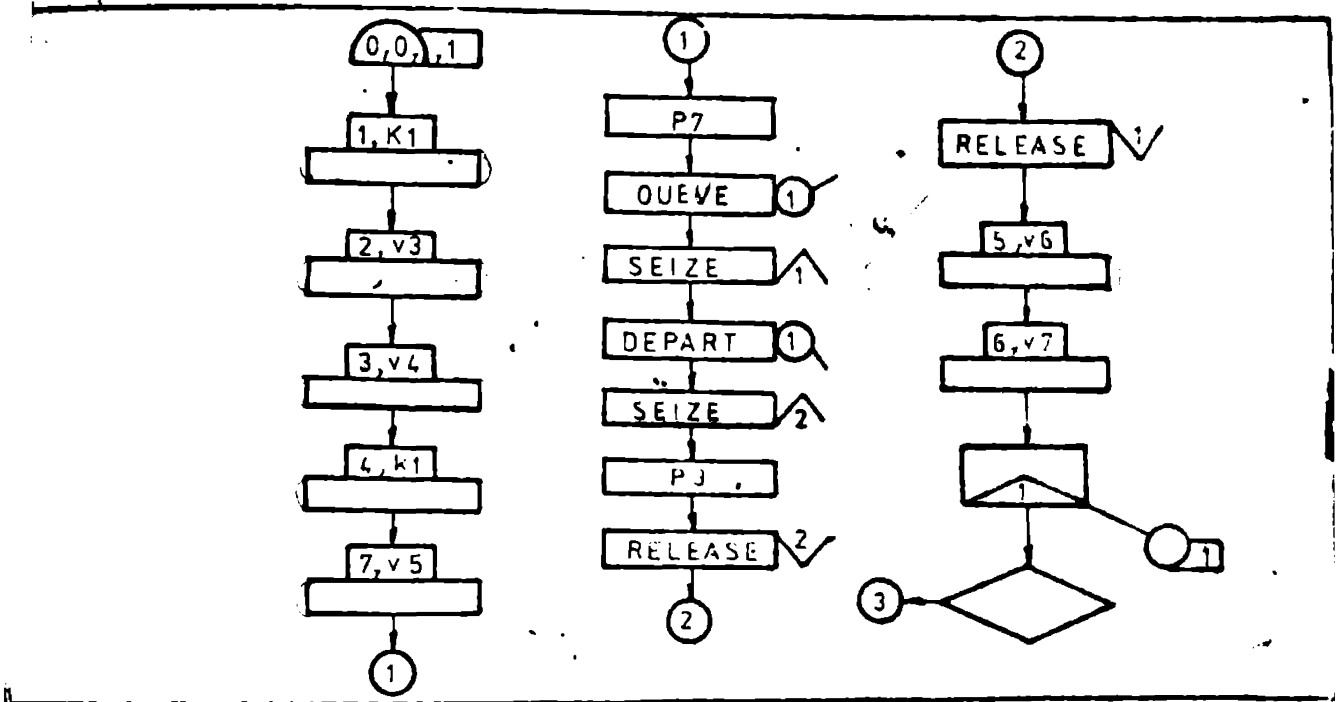 0,0, ,1
1,K1
2,v3
3,v4
4,k1
7,v5
1
1
P7
QUEVE
1
SEIZE
1
DEPART
1
SEIZE
2
RELEASE
2
2
2
RELEASE
1
5,v6
6,v7
1
1
3